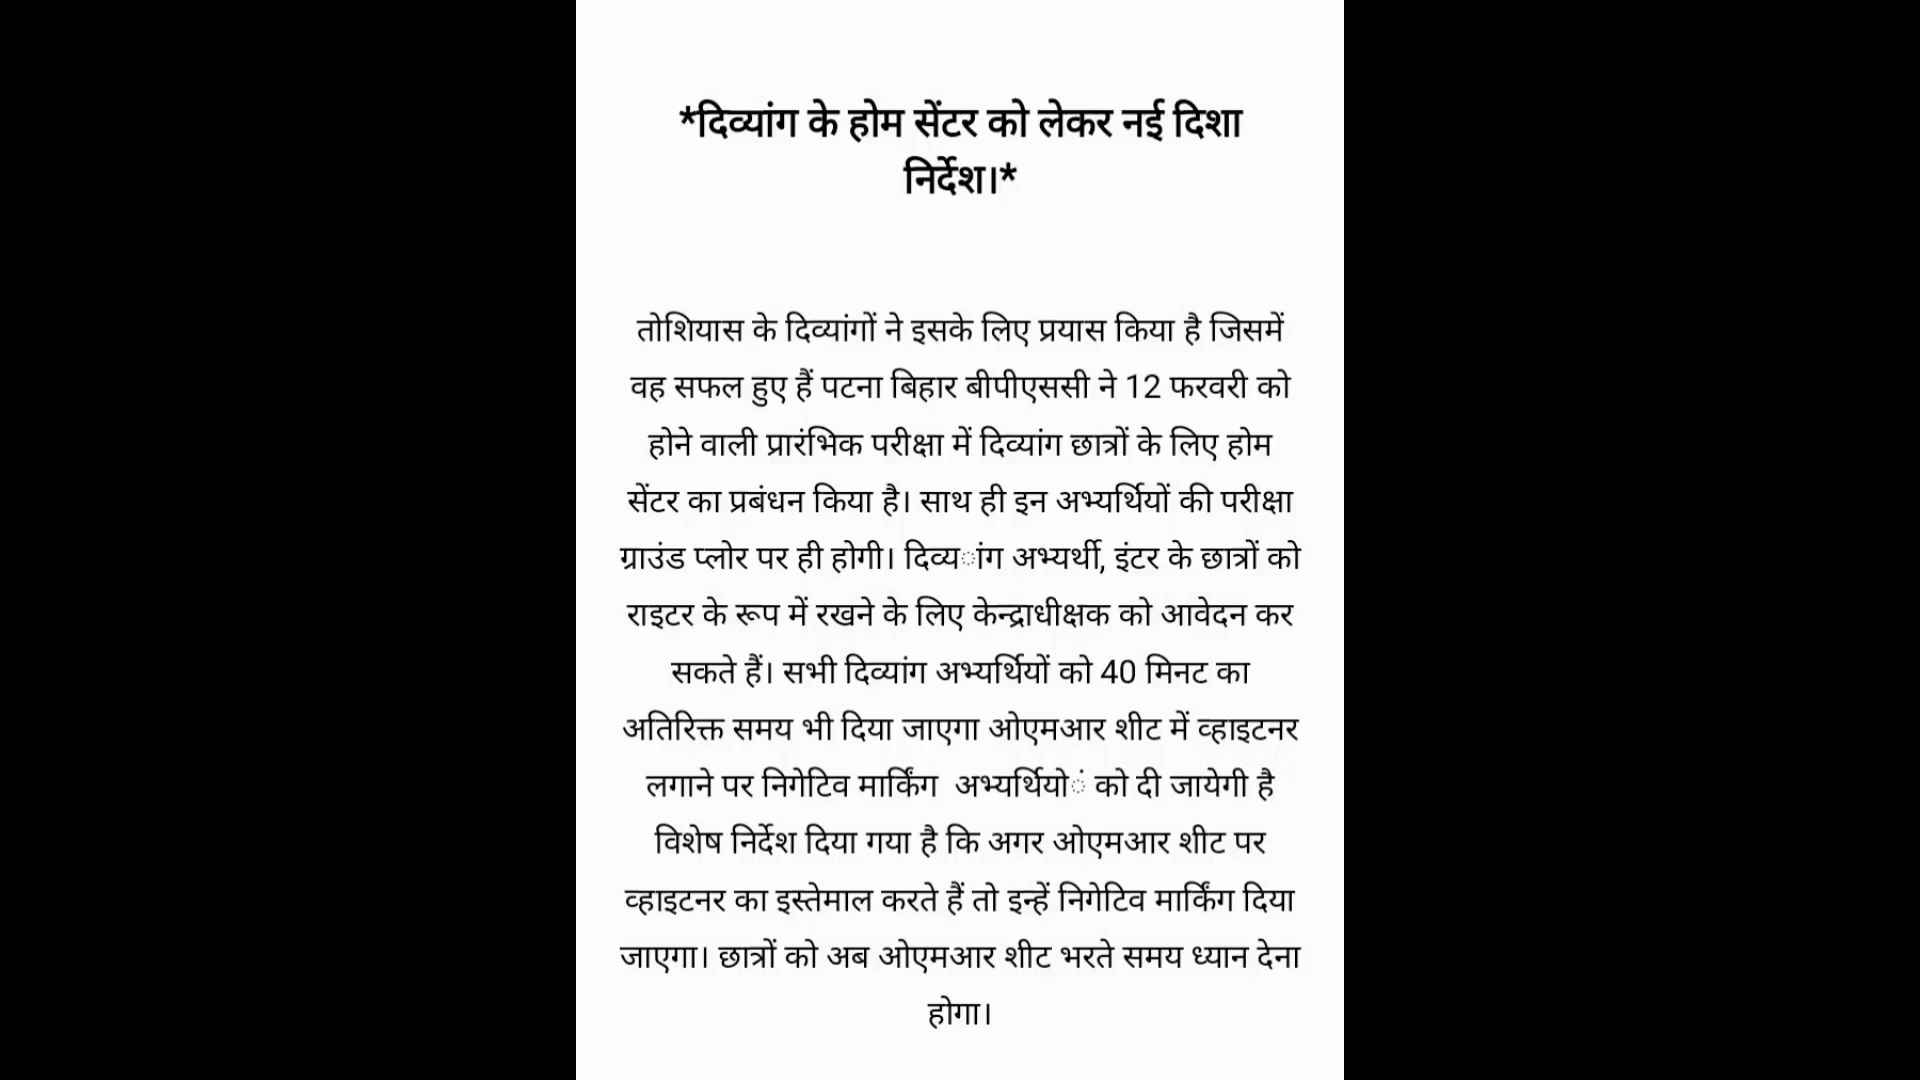 *दिव्यांग के होम सेंटर को लेकर नई दिशा
निर्देश।*
तोशियास के दिव्यांगों ने इसके लिए प्रयास किया है जिसमें
वह सफल हुए हैं पटना बिहार बीपीएससी ने 12 फरवरी को
होने वाली प्रारंभिक परीक्षा में दिव्यांग छात्रों के लिए होम
सेंटर का प्रबंधन किया है। साथ ही इन अभ्यर्थियों की परीक्षा
ग्राउंड प्लोर पर ही होगी। दिव्यांग अभ्यर्थी, इंटर के छात्रों को
राइटर के रूप में रखने के लिए केन्द्राधीक्षक को आवेदन कर
सकते हैं। सभी दिव्यांग अभ्यर्थियों को 40 मिनट का
अतिरिक्त समय भी दिया जाएगा ओएमआर शीट में व्हाइटनर
लगाने पर निगेटिव मार्किंग  अभ्यर्थियों को दी जायेगी है
विशेष निर्देश दिया गया है कि अगर ओएमआर शीट पर
व्हाइटनर का इस्तेमाल करते हैं तो इन्हें निगेटिव मार्किंग दिया
जाएगा। छात्रों को अब ओएमआर शीट भरते समय ध्यान देना
होगा।